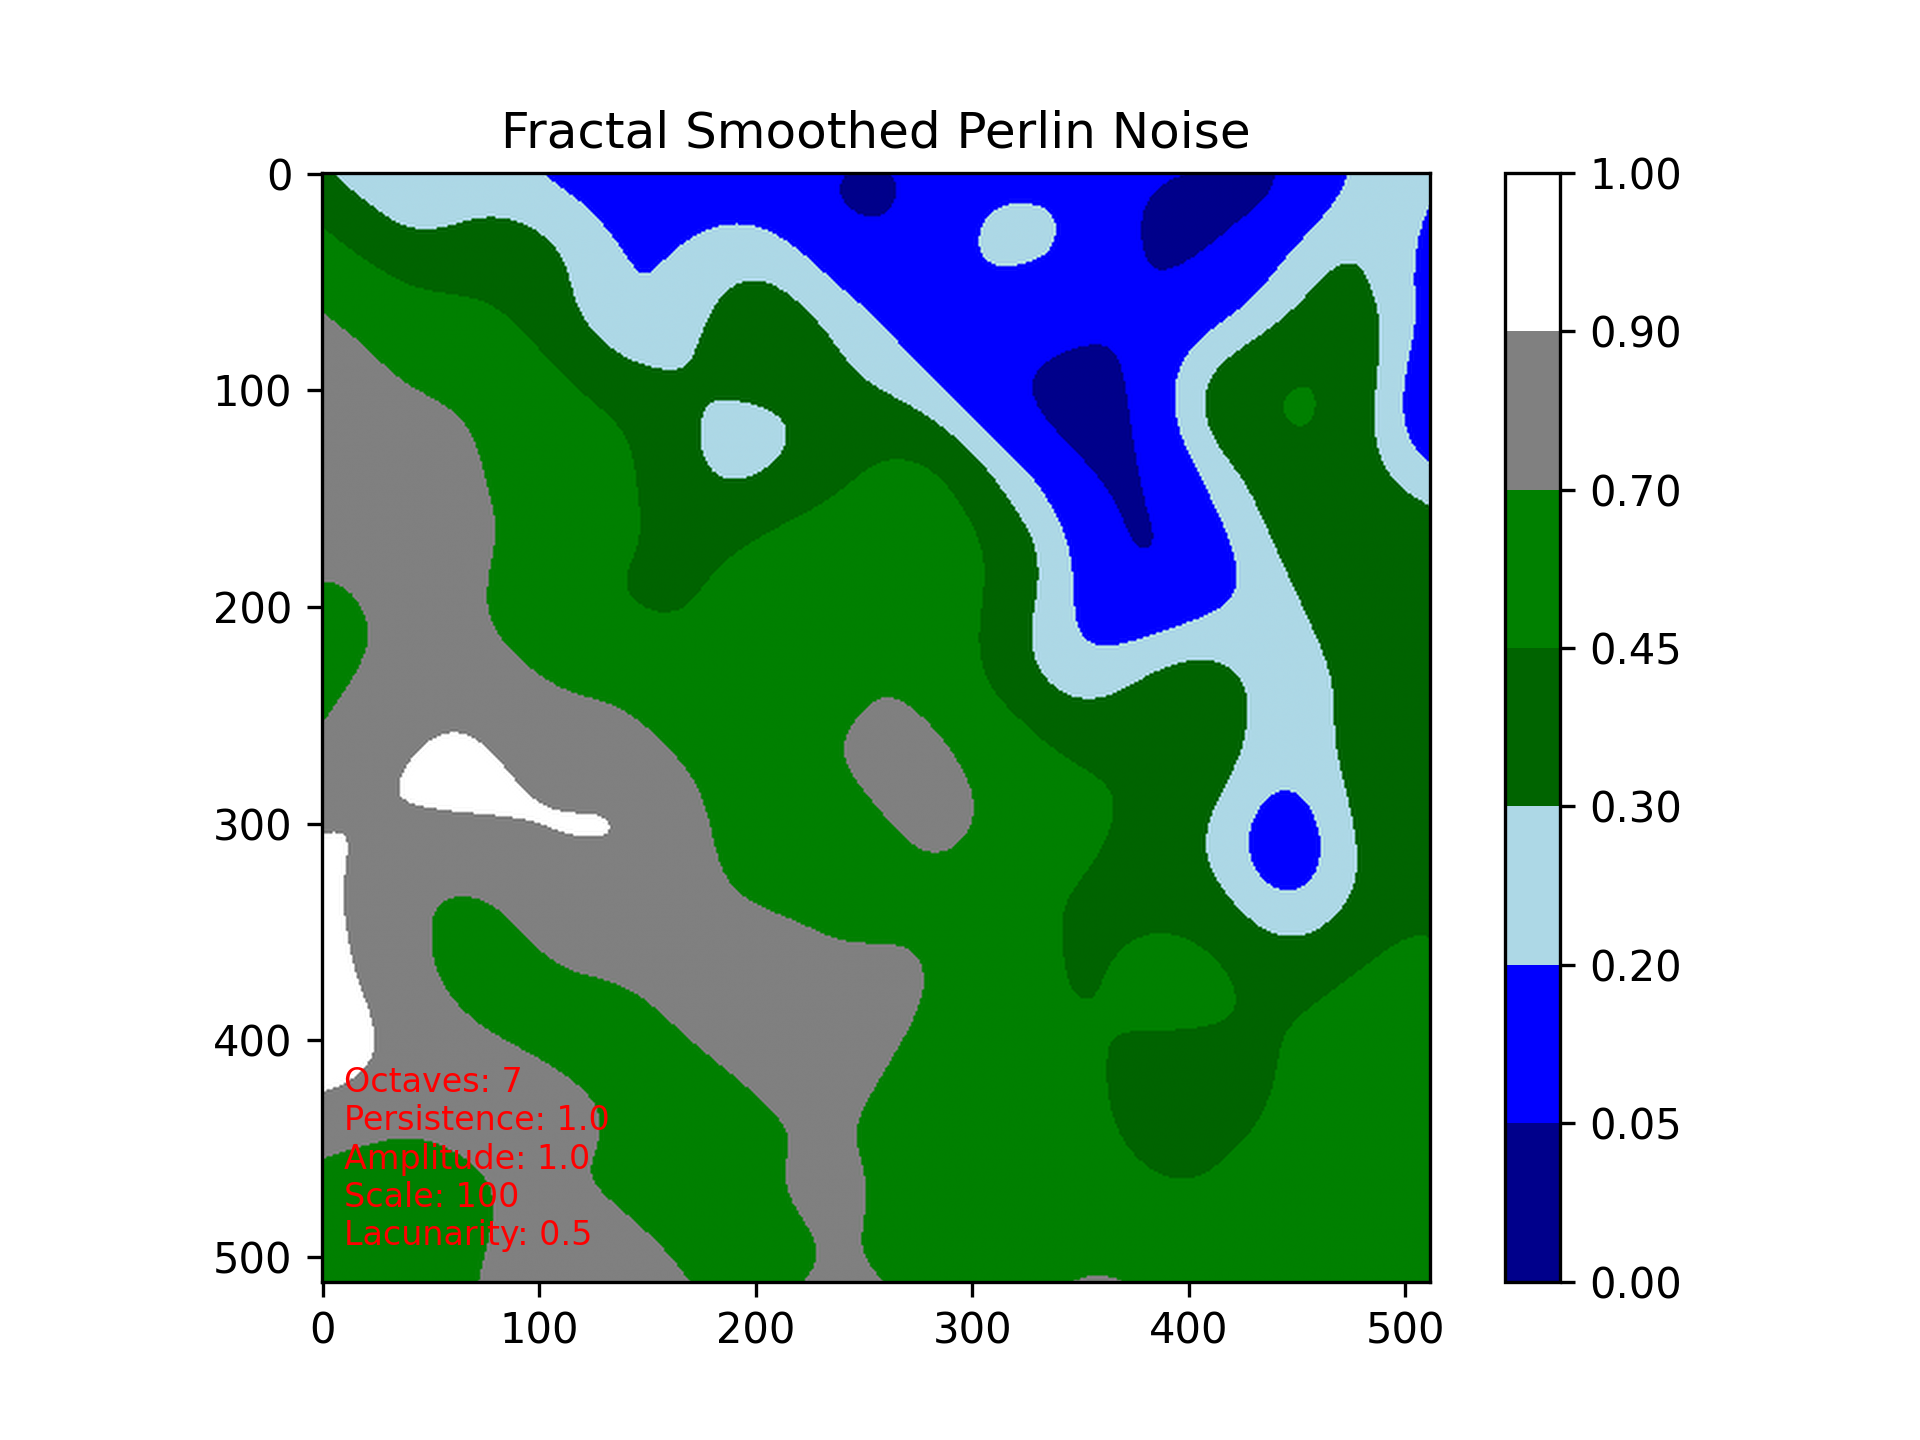 Fractal Smoothed Perlin Noise
0
100
200
300
400
500
Octaves: 7
Persistence: 1.0
Amplitude: 1.0
Scale: 100
Lacunarity: 0.5
0 100 200 300 400 500
1.00
0.90
0.70
0.45
0.30
0.20
0.05
0.00